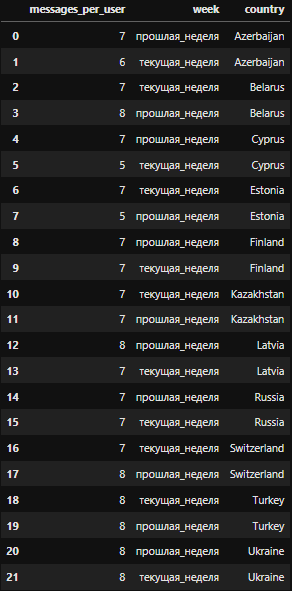 messages_per_user week country
0 7 прошлая_неделя Azerbaijan
1 6 текущая_неделя Azerbaijan
2 7 текущая_неделя Belarus
3 8 прошлая_неделя Belarus
4 7 прошлая_неделя Cyprus
5 5 текущая_неделя Cyprus
6 7 текущая_неделя Estonia
7 5 прошлая_неделя Estonia
8 7 прошлая_неделя Finland
9 7 текущая_неделя Finland
10 7 текущая_неделя Kazakhstan
11 7 прошлая_неделя Kazakhstan
12 8 прошлая_неделя Latvia
13 7 текущая_неделя Latvia
14 7 прошлая_неделя Russia
15 7 текущая_неделя Russia
16 7 текущая_неделя Switzerland
17 8 прошлая_неделя Switzerland
18 8 текущая_неделя Turkey
19 8 прошлая_неделя Turkey
20 8 прошлая_неделя Ukraine
21 8 текущая_неделя Ukraine